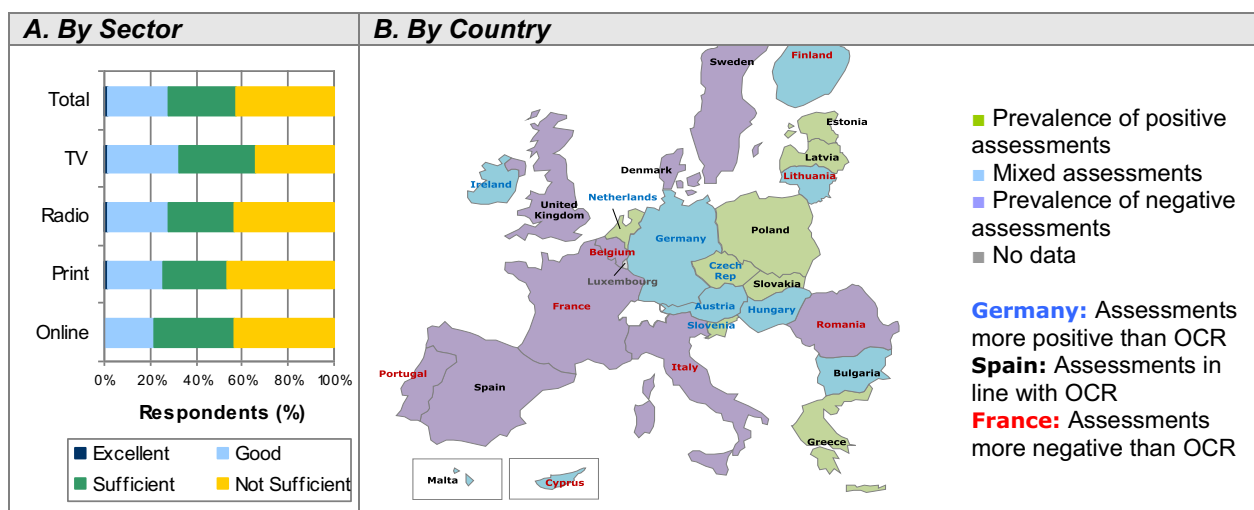 A. By Sector
B. By Country
Total
TV
Radio
Print
Online
0%
20%
40%
60%
80%
100%
Respondents (%)
Excellent
Good
Sufficient
Not Sufficient
Sweden
Finland
Estonia
Latvia
Lithuania
Denmark
Ireland
Netherlands
United
Kingdom
Germany
Poland
Belgium
Czech
Rep
Luxembourg
Slovakia
France
Austria
Hungary
Slovenia
Romania
Portugal
Italy
Bulgaria
Spain
Greece
Malta
Cyprus
Prevalence of positive
assessments
Mixed assessments
Prevalence of negative
assessments
No data
Germany: Assessments
more positive than OCR
Spain: Assessments in
line with OCR
France: Assessments
more negative than OCR